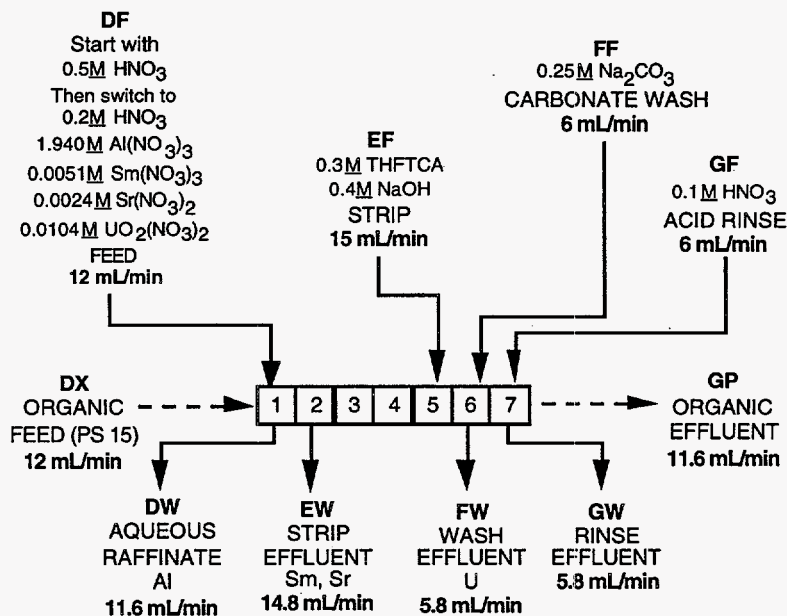 DF
Start with
0.5M HNO3
Then switch to
0.2M HNO3
1.940M Al(NO3)3
0.0051M Sm(NO3)3
0.0024M Sr(NO3)2
0.0104M UO2(NO3)2
FEED
12 mL/min
EF
0.3M THFTCA
0.4M NaOH
STRIP
15 mL/min
FF
0.25M Na2CO3
CARBONATE WASH
6 mL/min
GF
0.1M HNO3
ACID RINSE
6 mL/min
DX
ORGANIC
FEED (PS 15)
12 mL/min
1 2 3 4 5 6 7
GP
ORGANIC
EFFLUENT
11.6 mL/min
DW
AQUEOUS
RAFFINATE
Al
11.6 mL/min
EW
STRIP
EFFLUENT
Sm, Sr
14.8 mL/min
FW
WASH
EFFLUENT
U
5.8 mL/min
GW
RINSE
EFFLUENT
5.8 mL/min